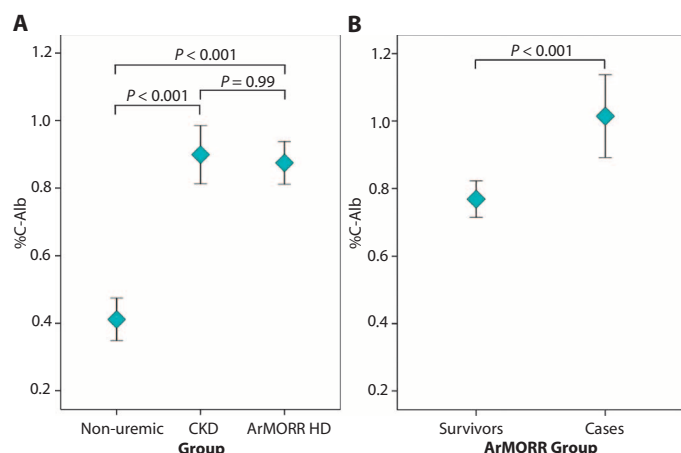 A
1.2
1.0
0.8
0.6
0.4
0.2
%C-Alb
P < 0.001
P = 0.99
P < 0.001
Non-uremic CKD ArMORR HD
Group
B
1.2
1.0
0.8
0.6
0.4
0.2
%C-Alb
P < 0.001
Survivors Cases
ArMORR Group